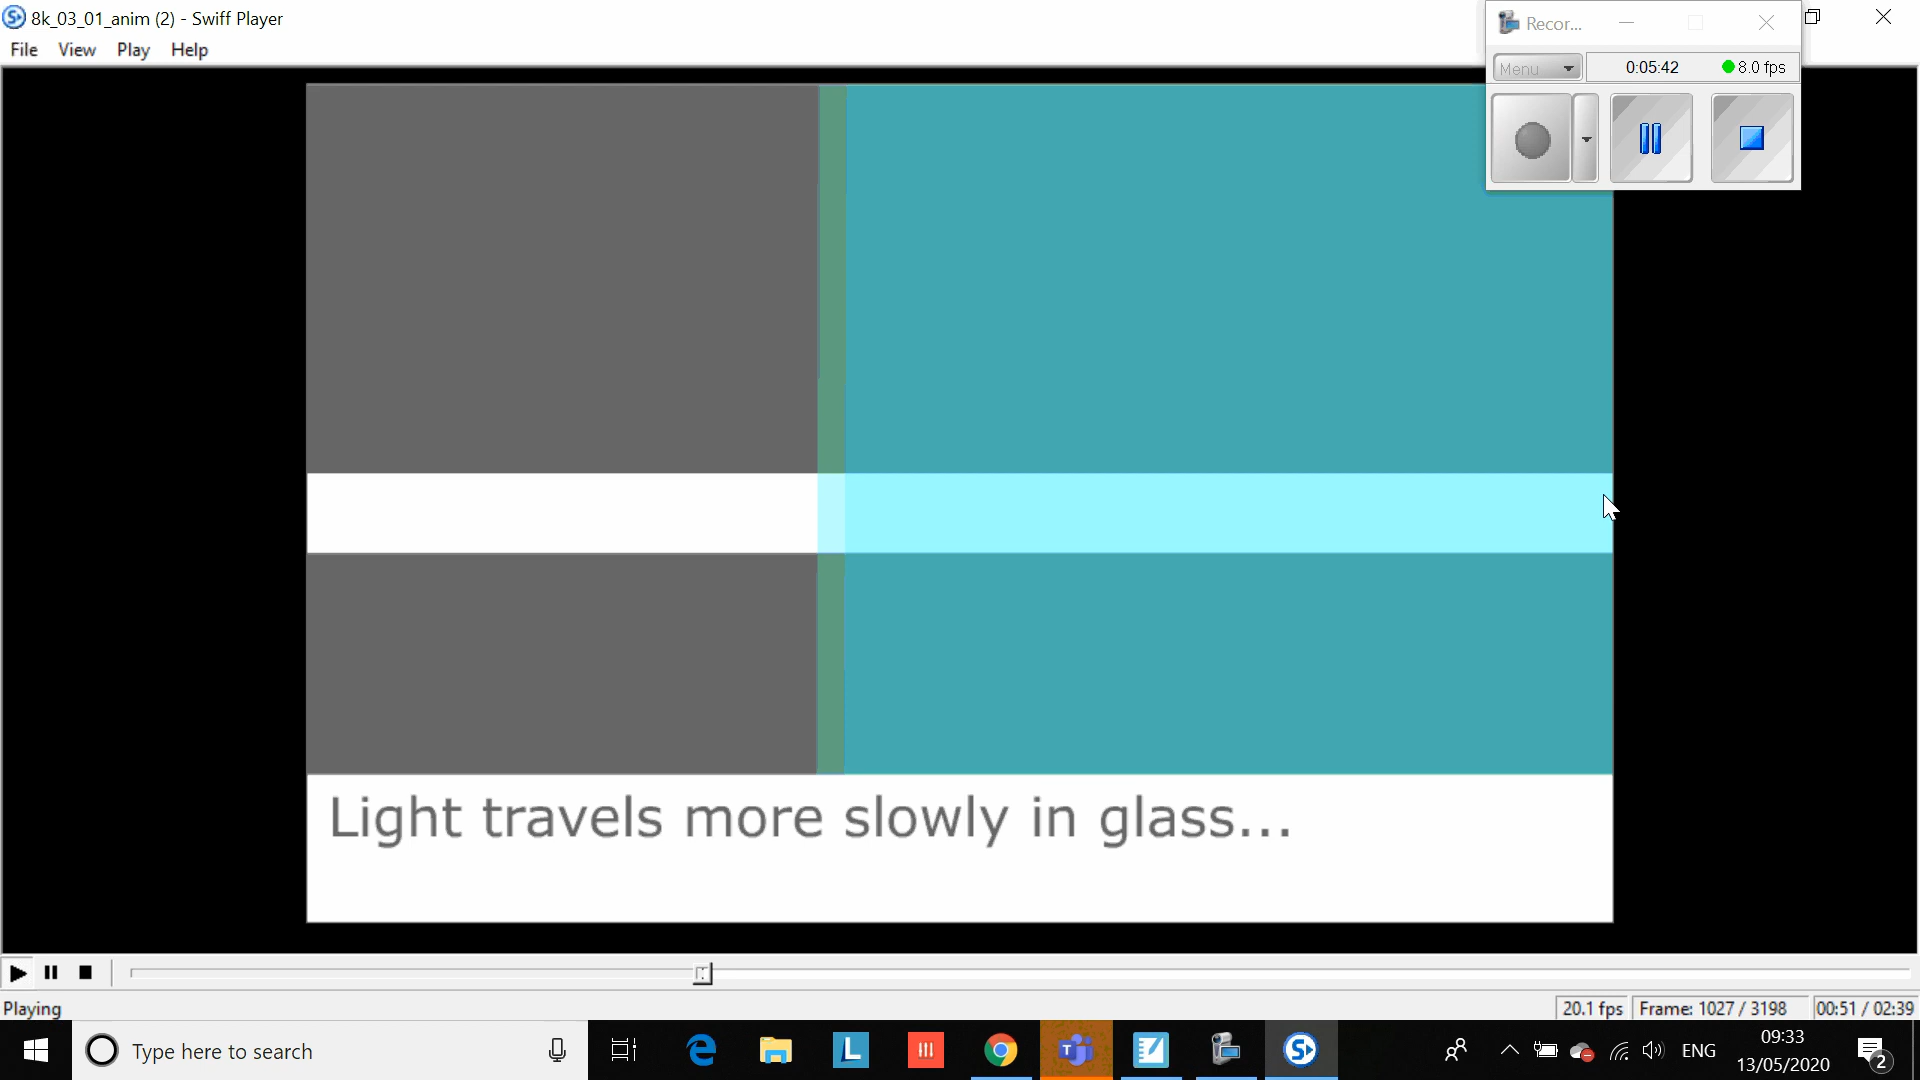 8k_03_01_anim (2) - Swiff Player
Recor...
File View Play Help
Menu
0:05:42
8.0 fps
Light travels more slowly in glass...
Playing
20.1 fps
Frame: 1027 / 3198
00:51 / 02:39
Type here to search
L
S
ENG
09:33
13/05/2020
2